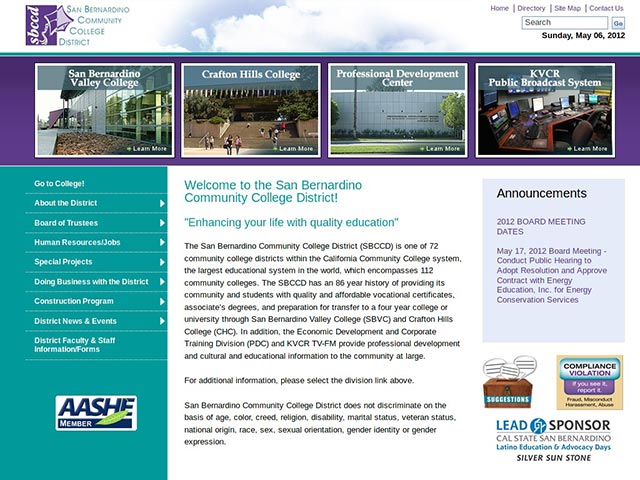 sbccd
SAN BERNARDINO
COMMUNITY
COLLEGE
DISTRICT
Home | Directory | Site Map | Contact Us
Search
Go
Sunday, May 06, 2012
San Bernardino
Valley College
Learn More
Crafton Hills College
Learn More
Professional Development
Center
Learn More
KVCR
Public Broadcast System
Learn More
Go to College!
About the District
Board of Trustees
Human Resources/Jobs
Special Projects
Doing Business with the District
Construction Program
District News & Events
District Faculty & Staff
Information/Forms
AASHE
MEMBER
Welcome to the San Bernardino
Community College District!
"Enhancing your life with quality education"
The San Bernardino Community College District (SBCCD) is one of 72
community college districts within the California Community College system,
the largest educational system in the world, which encompasses 112
community colleges. The SBCCD has an 86 year history of providing its
community and students with quality and affordable vocational certificates,
associate's degrees, and preparation for transfer to a four year college or
university through San Bernardino Valley College (SBVC) and Crafton Hills
College (CHC). In addition, the Economic Development and Corporate
Training Division (PDC) and KVCR TV-FM provide professional development
and cultural and educational information to the community at large.
For additional information, please select the division link above.
San Bernardino Community College District does not discriminate on the
basis of age, color, creed, religion, disability, marital status, veteran status,
national origin, race, sex, sexual orientation, gender identity or gender
expression.
Announcements
2012 BOARD MEETING
DATES
May 17, 2012 Board Meeting -
Conduct Public Hearing to
Adopt Resolution and Approve
Contract with Energy
Education, Inc. for Energy
Conservation Services
SUGGESTIONS
COMPLIANCE
VIOLATION
If you see it,
report it.
Fraud, Misconduct
Harassment, Abuse
LEAD SPONSOR
CAL STATE SAN BERNARDINO
Latino Education & Advocacy Days
SILVER SUN STONE